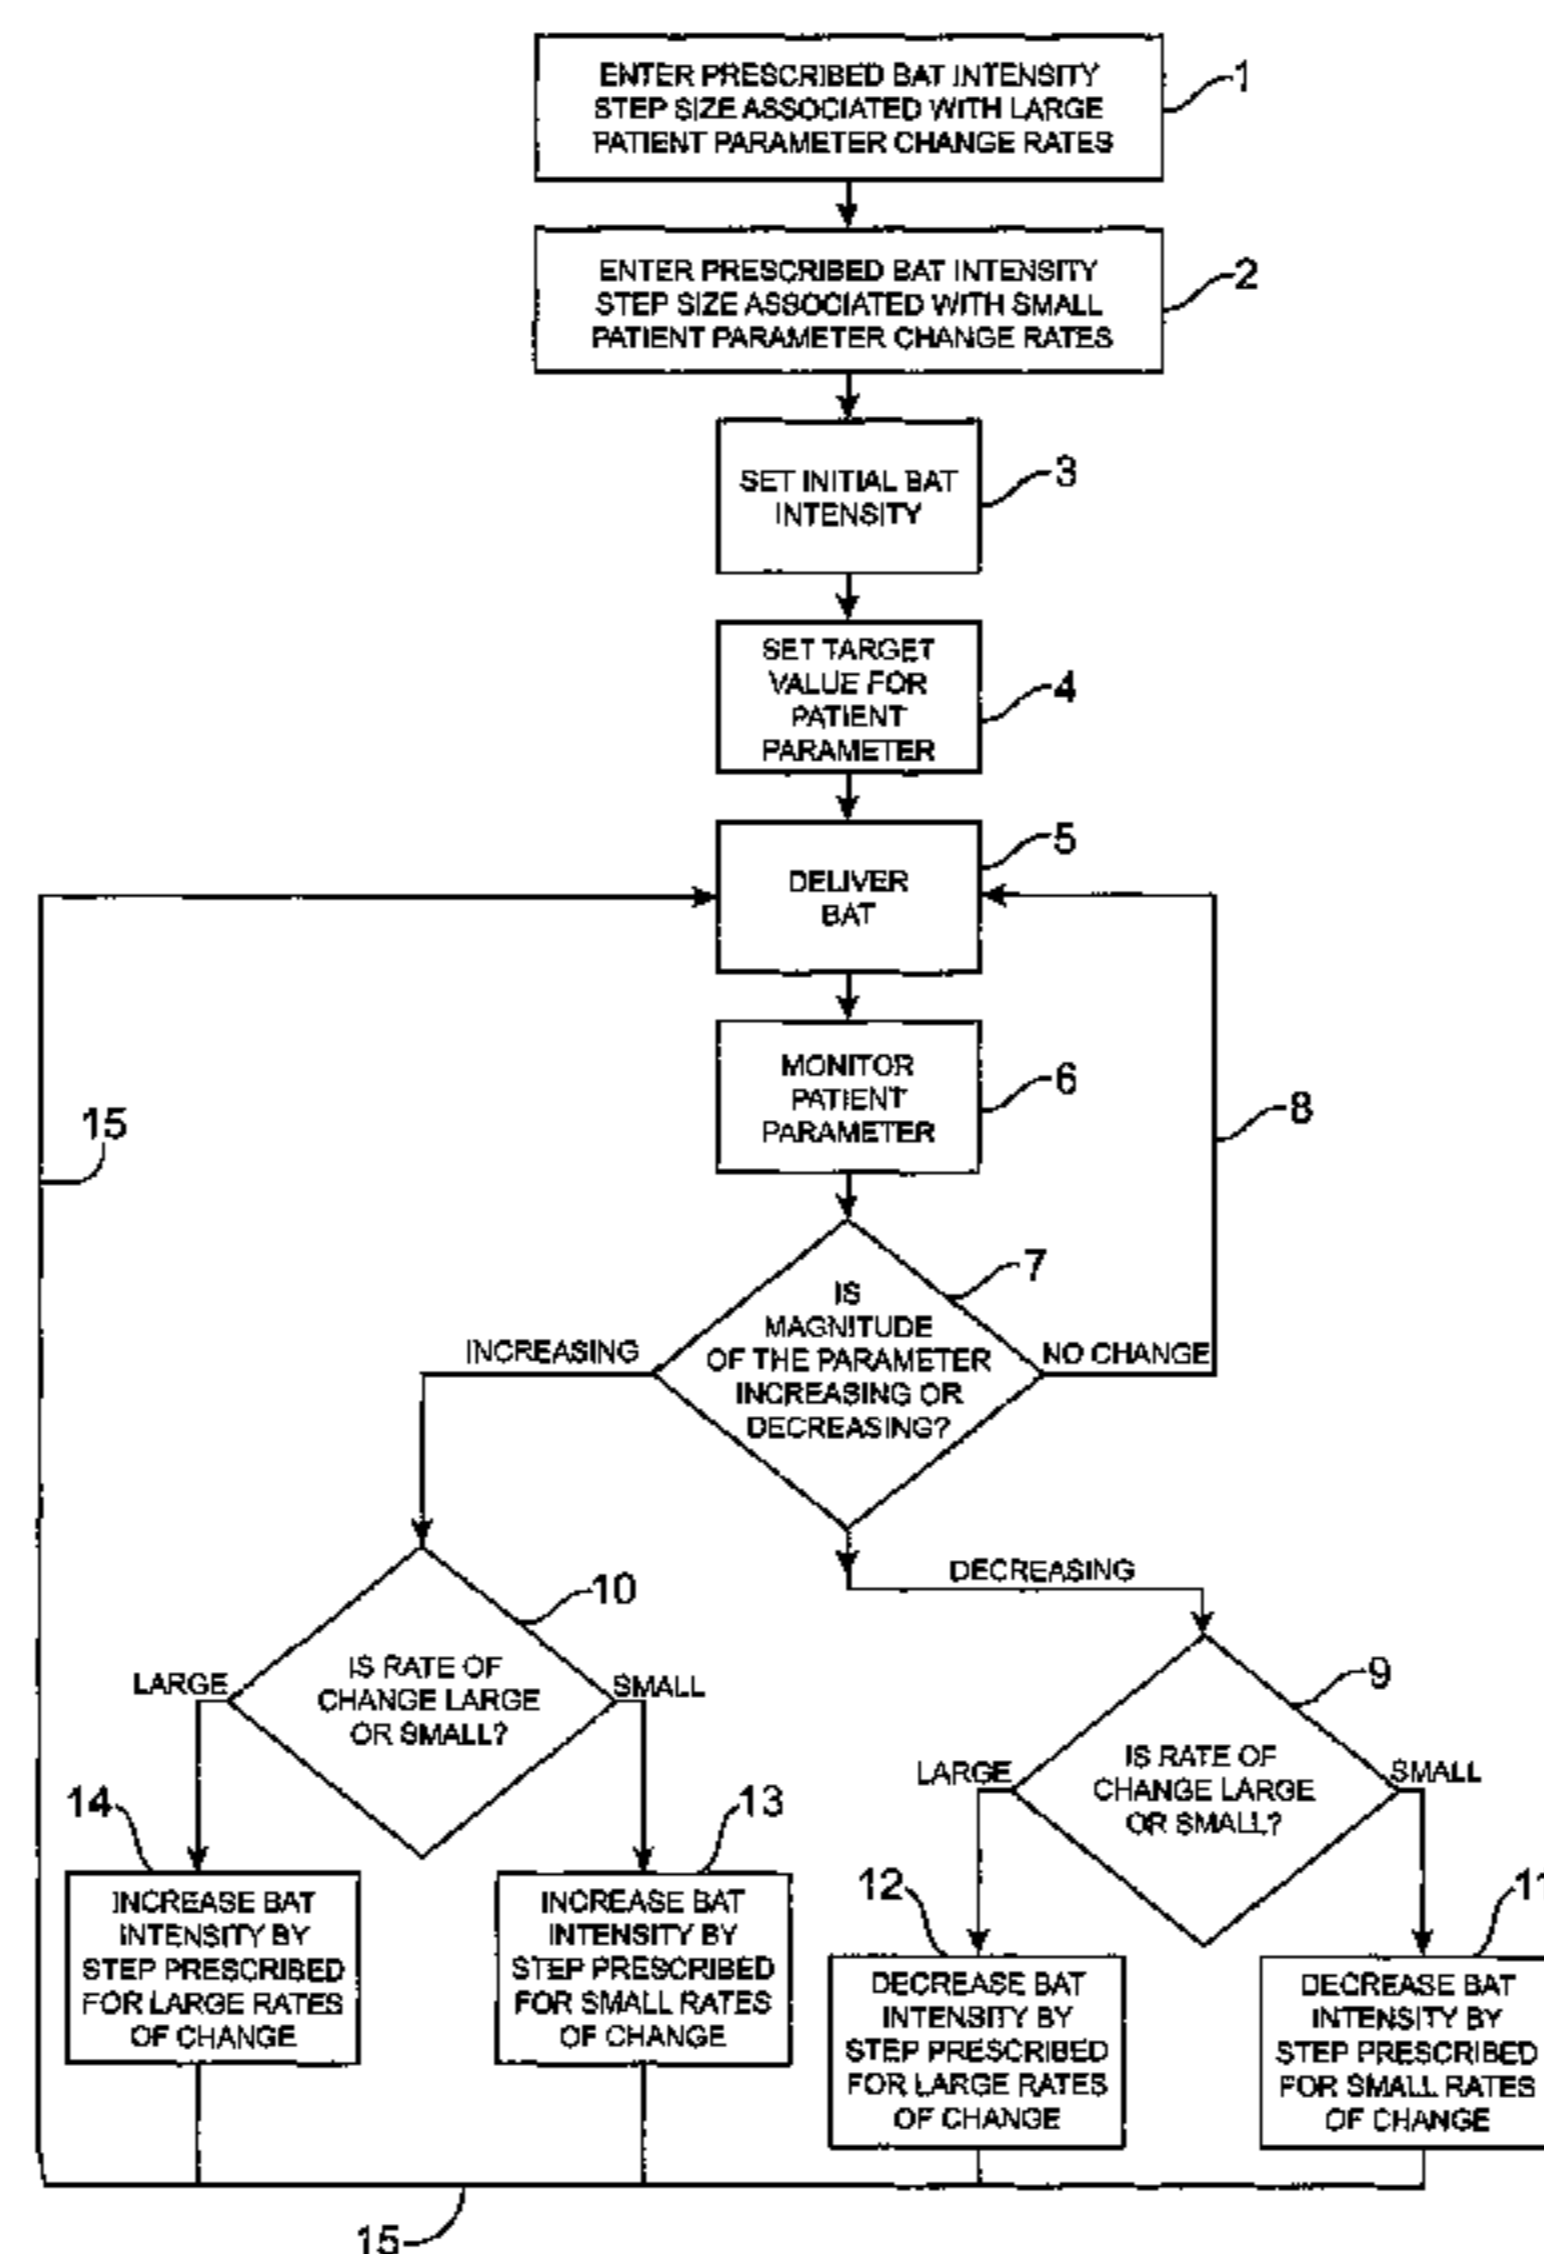 ENTER PRESCRIBED BAT INTENSITY
STEP SIZE ASSOCIATED WITH LARGE
PATIENT PARAMETER CHANGE RATES
1
ENTER PRESCRIBED BAT INTENSITY
STEP SIZE ASSOCIATED WITH SMALL
PATIENT PARAMETER CHANGE RATES
2
SET INITIAL BAT
INTENSITY
3
SET TARGET
VALUE FOR
PATIENT
PARAMETER
4
DELIVER
BAT
5
MONITOR
PATIENT
PARAMETER
6
15
8
IS
MAGNITUDE
OF THE PARAMETER
INCREASING OR
DECREASING?
7
INCREASING
NO CHANGE
DECREASING
IS RATE OF
CHANGE LARGE
OR SMALL?
10
LARGE
SMALL
IS RATE OF
CHANGE LARGE
OR SMALL?
9
LARGE
SMALL
14
INCREASE BAT
INTENSITY BY
STEP PRESCRIBED
FOR LARGE RATES
OF CHANGE
13
INCREASE BAT
INTENSITY BY
STEP PRESCRIBED
FOR SMALL RATES
OF CHANGE
12
DECREASE BAT
INTENSITY BY
STEP PRESCRIBED
FOR LARGE RATES
OF CHANGE
11
DECREASE BAT
INTENSITY BY
STEP PRESCRIBED
FOR SMALL RATES
OF CHANGE
15